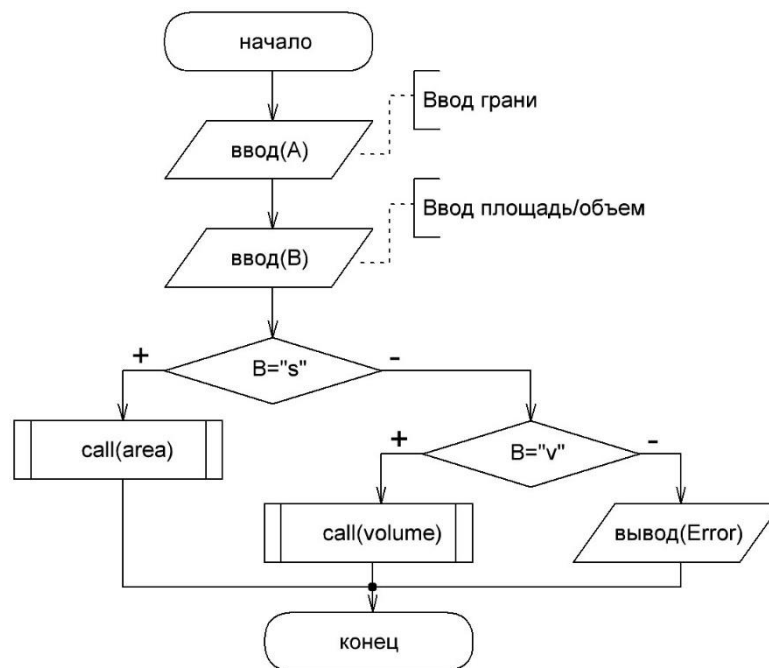 начало
Ввод грани
ввод(A)
Ввод площадь/объем
ввод(B)
+
B="s"
-
call(area)
+
B="v"
-
call(volume)
вывод(Error)
конец